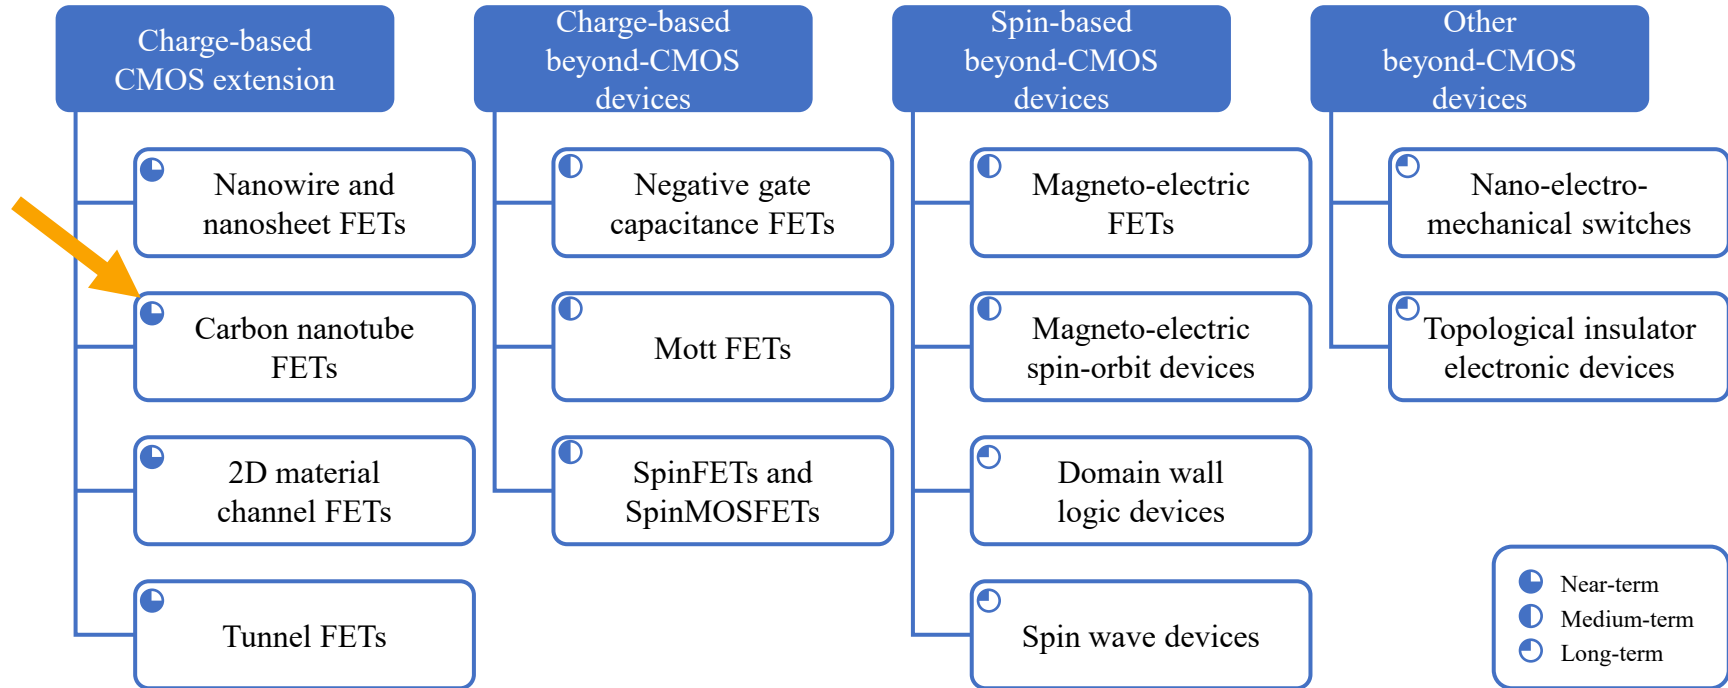 Charge-based
CMOS extension
Nanowire and
nanosheet FETs
Carbon nanotube
FETs
2D material
channel FETs
Tunnel FETs
Charge-based
beyond-CMOS
devices
Negative gate
capacitance FETs
Mott FETs
SpinFETs and
SpinMOSFETs
Spin-based
beyond-CMOS
devices
Magneto-electric
FETs
Magneto-electric
spin-orbit devices
Domain wall
logic devices
Spin wave devices
Other
beyond-CMOS
devices
Nano-electro-
mechanical switches
Topological insulator
electronic devices
Near-term
Medium-term
Long-term